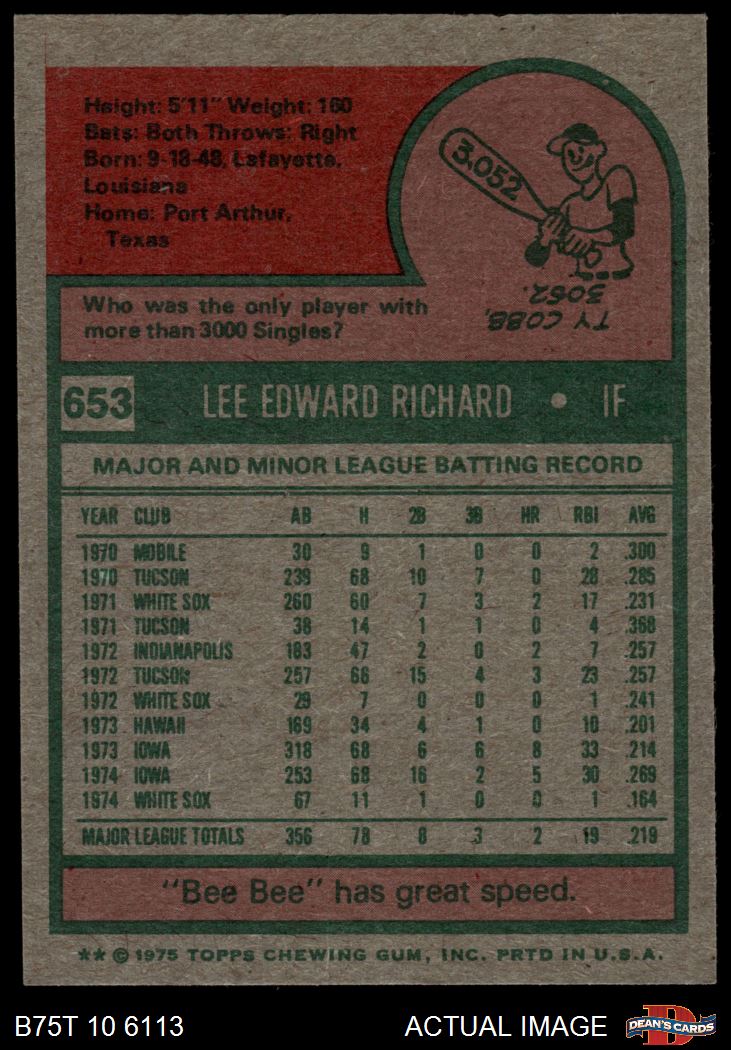 Height: 5'11" Weight: 160
Bats: Both Throws: Right
Born: 9-18-48, Lafayette,
Louisiana
Home: Port Arthur,
Texas
3,052
TY COBB,
3052.
Who was the only player with
more than 3000 Singles?
653 LEE EDWARD RICHARD • IF
MAJOR AND MINOR LEAGUE BATTING RECORD
YEAR CLUB AB H 2B 3B HR RBI AVG
1970 MOBILE 30 9 1 0 0 2 .300
1970 TUCSON 239 68 10 7 0 28 .285
1971 WHITE SOX 260 60 7 3 2 17 .231
1971 TUCSON 38 14 1 1 0 4 .368
1972 INDIANAPOLIS 183 47 2 0 2 7 .257
1972 TUCSON 257 66 15 4 3 23 .257
1972 WHITE SOX 29 7 0 0 0 1 .241
1973 HAWAII 169 34 4 1 0 10 .201
1973 IOWA 318 68 6 6 8 33 .214
1974 IOWA 253 68 16 2 5 30 .269
1974 WHITE SOX 67 11 1 0 0 1 .164
MAJOR LEAGUE TOTALS 356 78 8 3 2 19 .219
"Bee Bee" has great speed.
** © 1975 TOPPS CHEWING GUM, INC. PRTD IN U.S.A.
B75T 10 6113 ACTUAL IMAGE DEAN'S CARDS